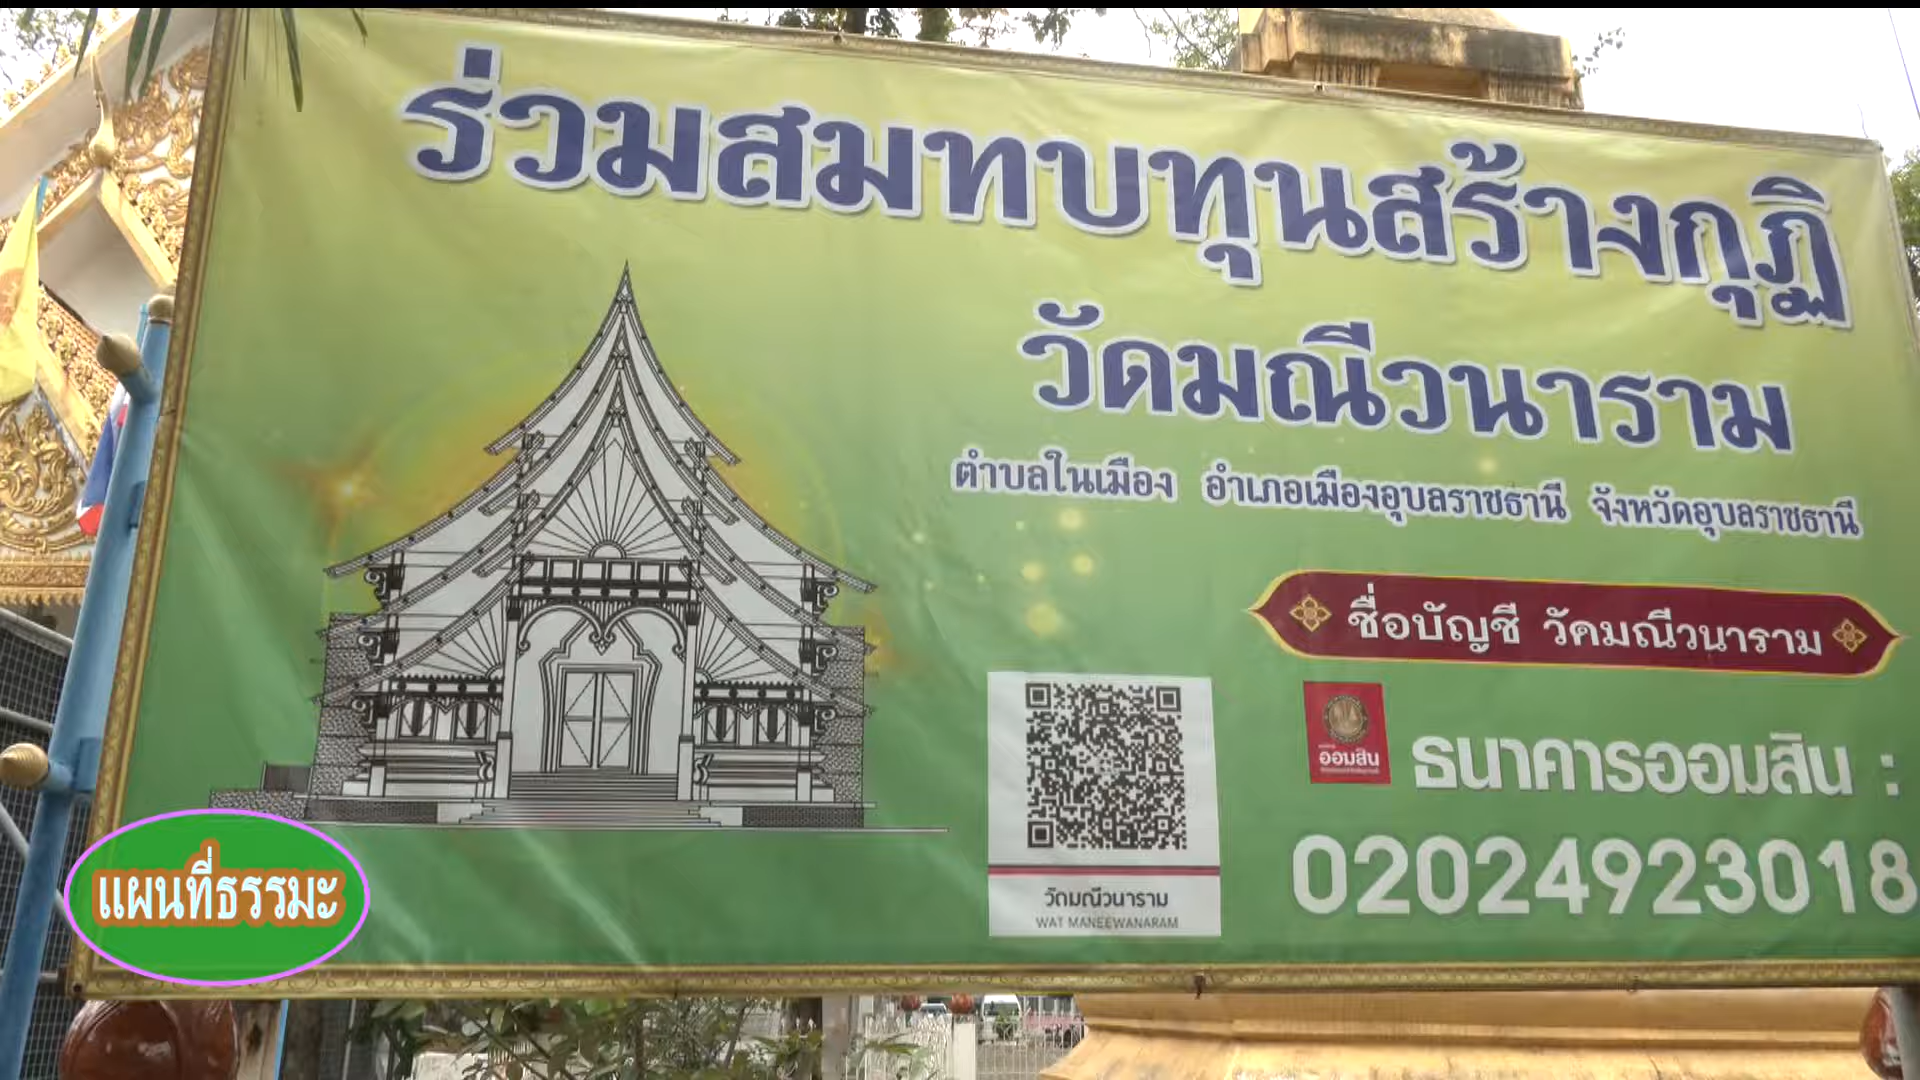 ร่วมสมทบทุนสร้างกุฏิ
วัดมณีวนาราม
ตำบลในเมือง อำเภอเมืองอุบลราชธานี จังหวัดอุบลราชธานี
ชื่อบัญชี วัดมณีวนาราม
ออมสิน
ธนาคารออมสิน :
02024923018
วัดมณีวนาราม
WAT MANEEWANARAM
แผนที่ธรรมะ